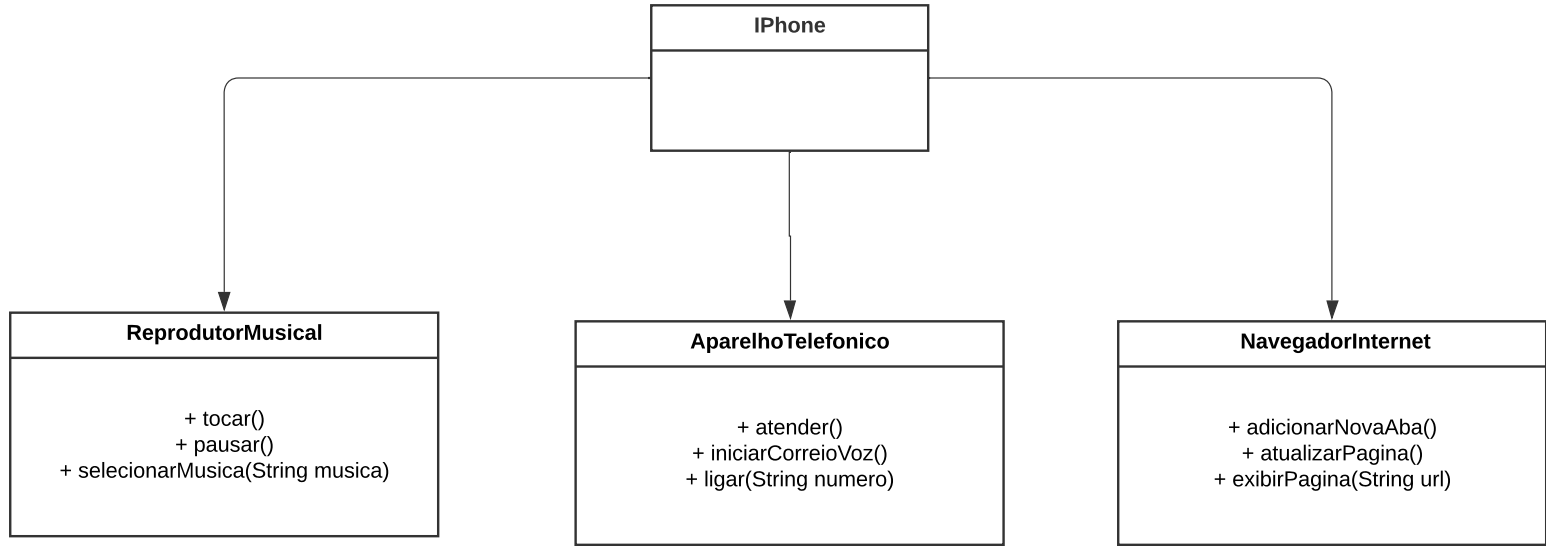 IPhone
ReprodutorMusical
+ tocar()
+ pausar()
+ selecionarMusica(String musica)
AparelhoTelefonico
+ atender()
+ iniciarCorreioVoz()
+ ligar(String numero)
NavegadorInternet
+ adicionarNovaAba()
+ atualizarPagina()
+ exibirPagina(String url)